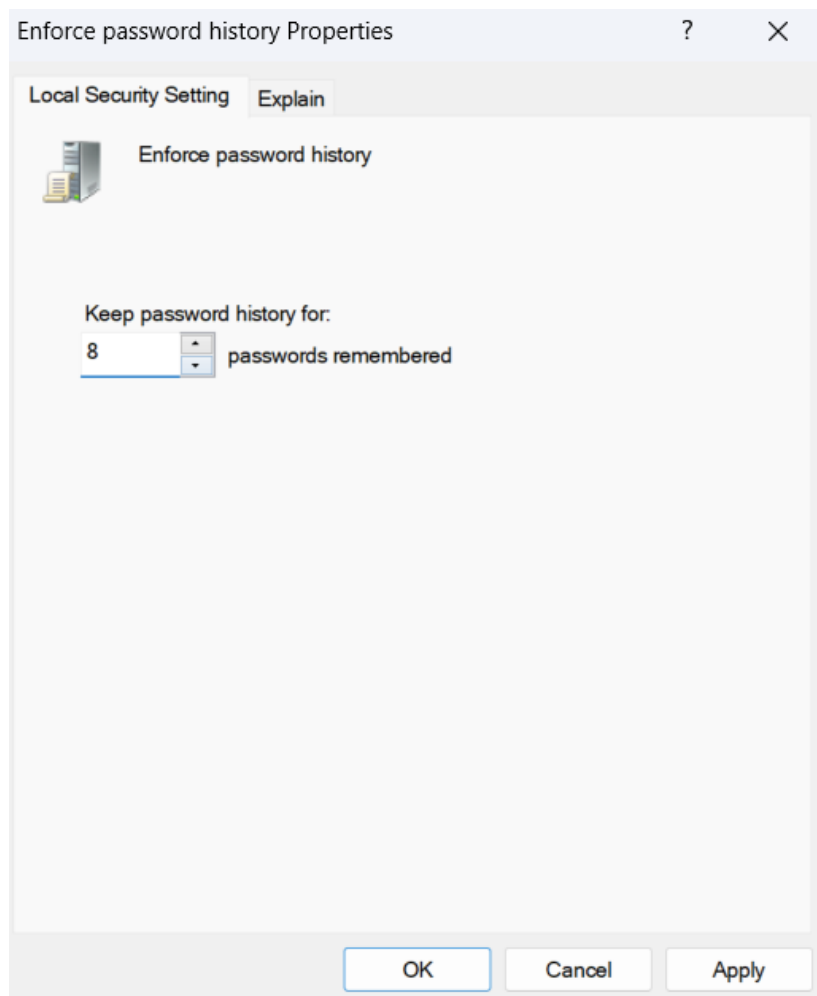 Enforce password history Properties ? ×
Local Security Setting Explain
Enforce password history
Keep password history for:
8 passwords remembered
OK Cancel Apply